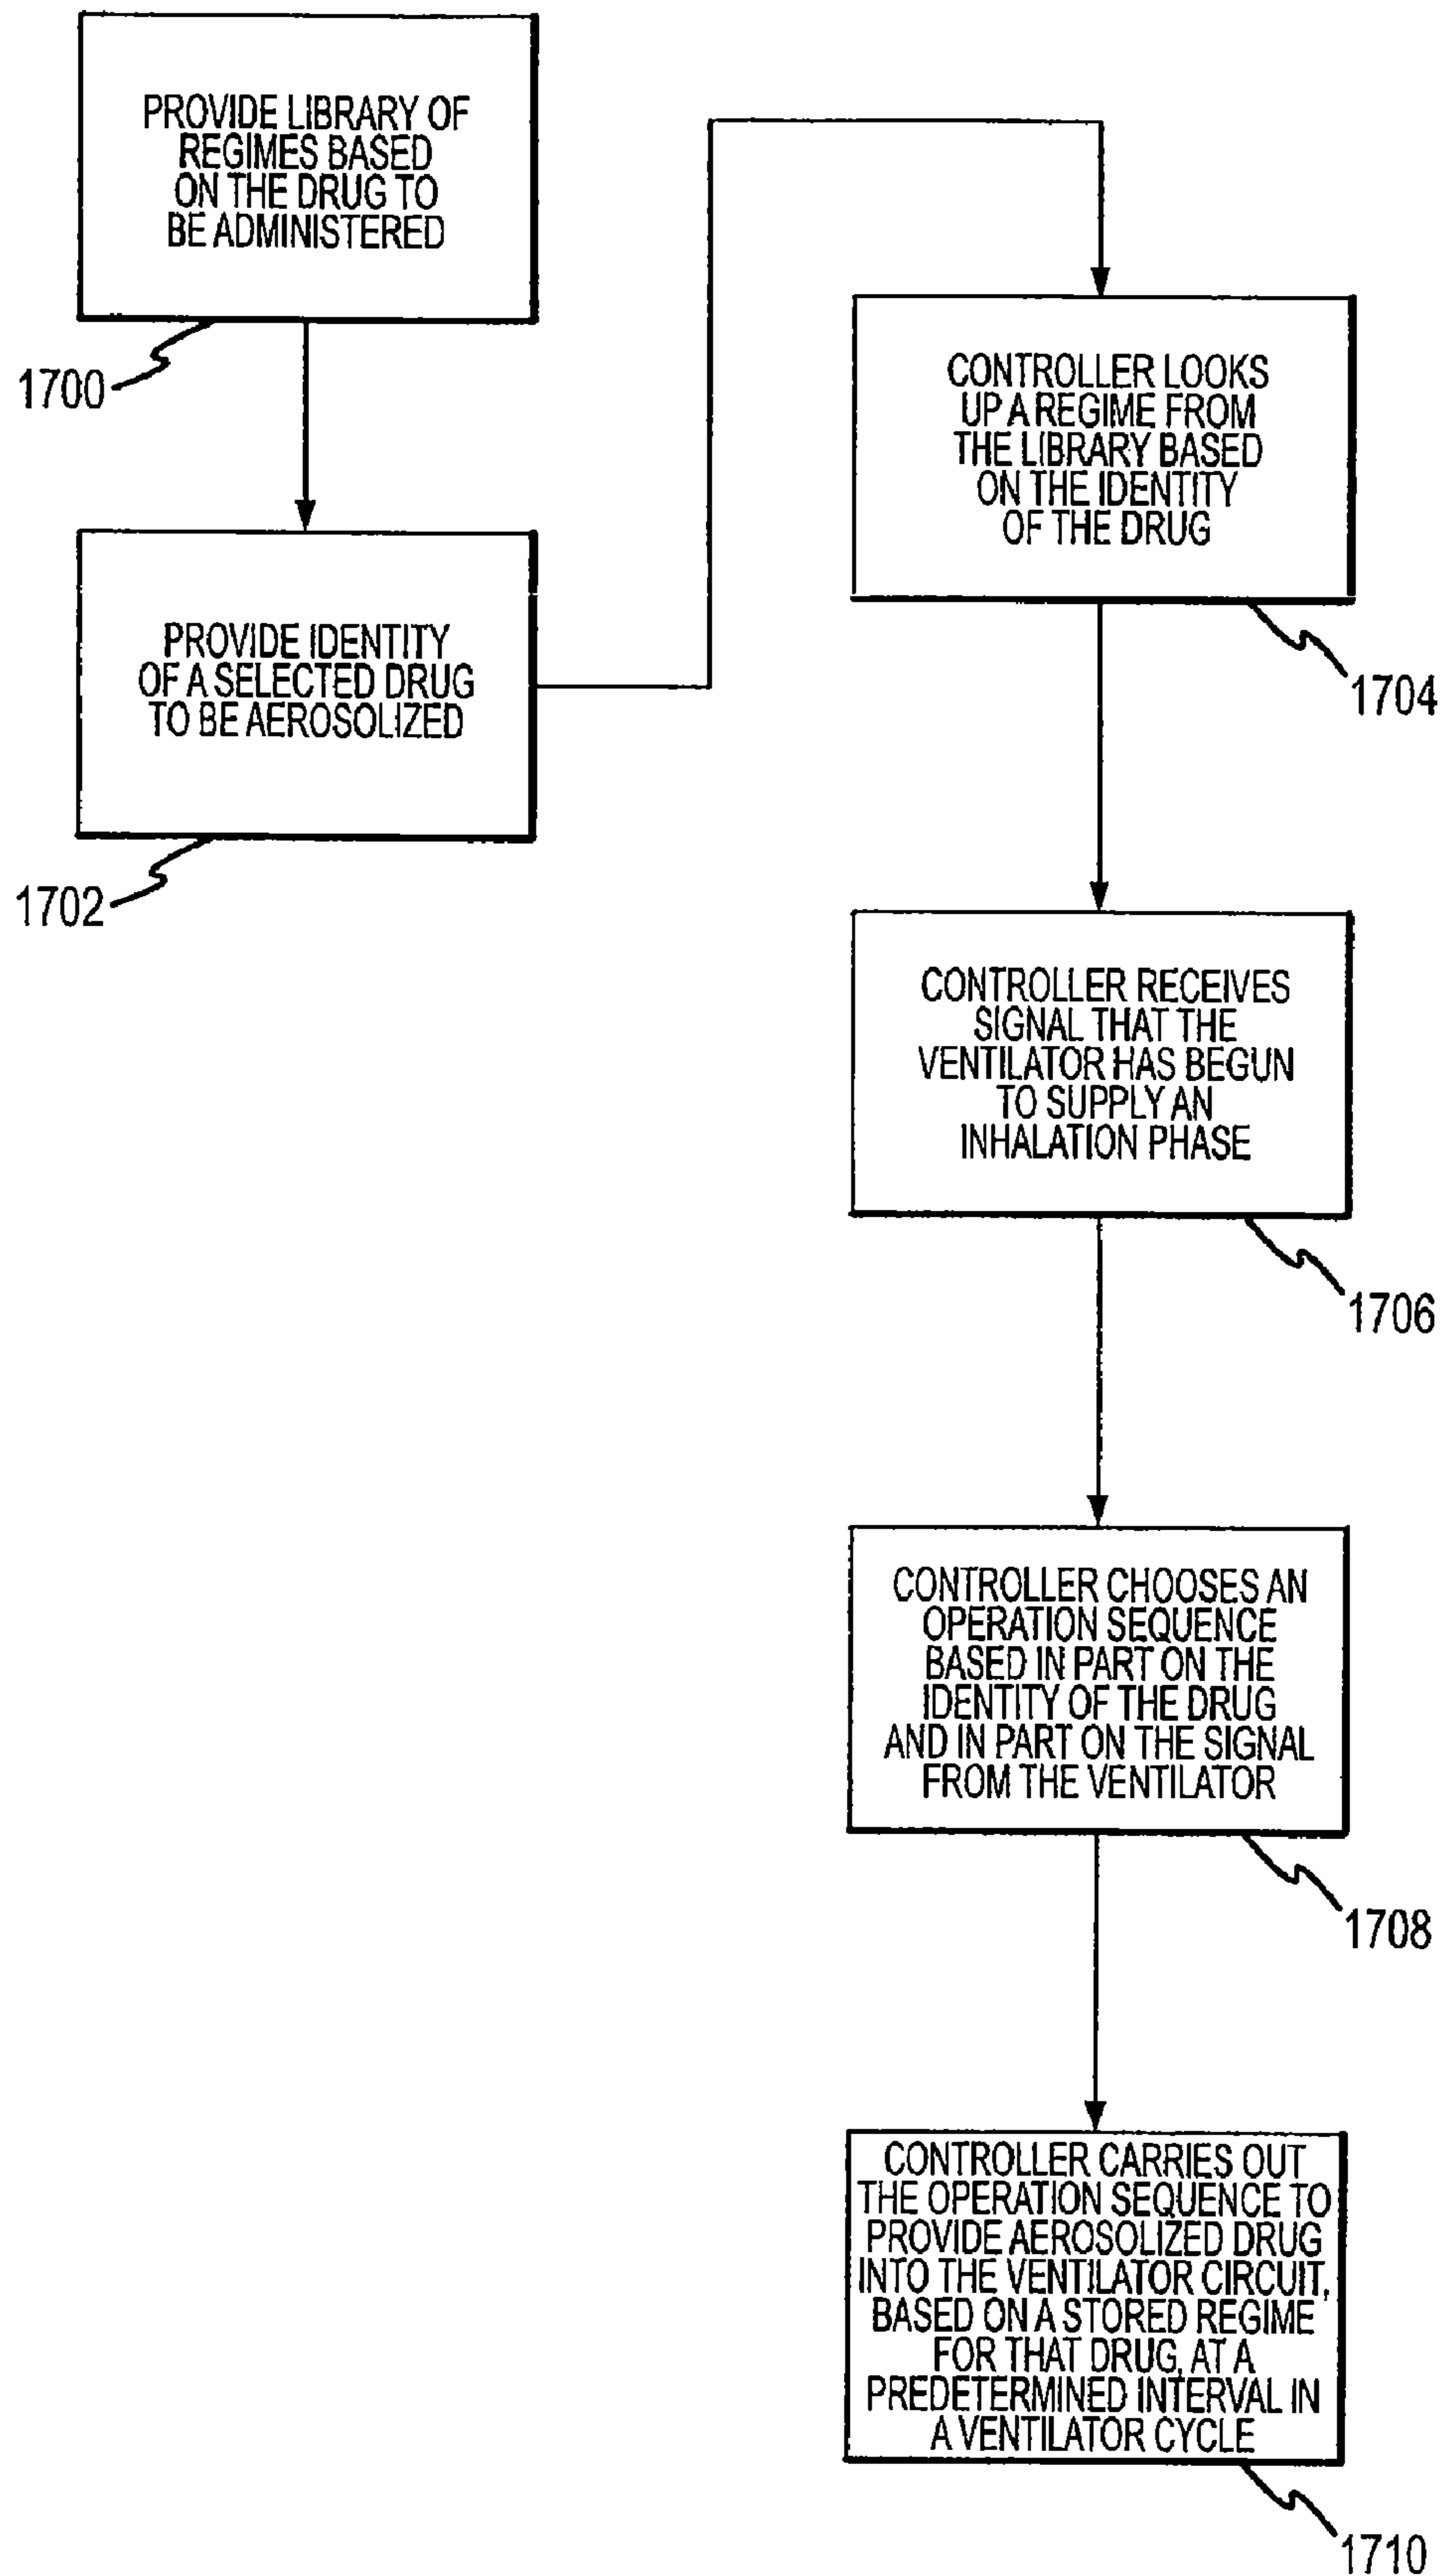 PROVIDE LIBRARY OF
REGIMES BASED
ON THE DRUG TO
BE ADMINISTERED
1700
PROVIDE IDENTITY
OF A SELECTED DRUG
TO BE AEROSOLIZED
1702
CONTROLLER LOOKS
UP A REGIME FROM
THE LIBRARY BASED
ON THE IDENTITY
OF THE DRUG
1704
CONTROLLER RECEIVES
SIGNAL THAT THE
VENTILATOR HAS BEGUN
TO SUPPLY AN
INHALATION PHASE
1706
CONTROLLER CHOOSES AN
OPERATION SEQUENCE
BASED IN PART ON THE
IDENTITY OF THE DRUG
AND IN PART ON THE SIGNAL
FROM THE VENTILATOR
1708
CONTROLLER CARRIES OUT
THE OPERATION SEQUENCE TO
PROVIDE AEROSOLIZED DRUG
INTO THE VENTILATOR CIRCUIT,
BASED ON A STORED REGIME
FOR THAT DRUG, AT A
PREDETERMINED INTERVAL IN
A VENTILATOR CYCLE
1710